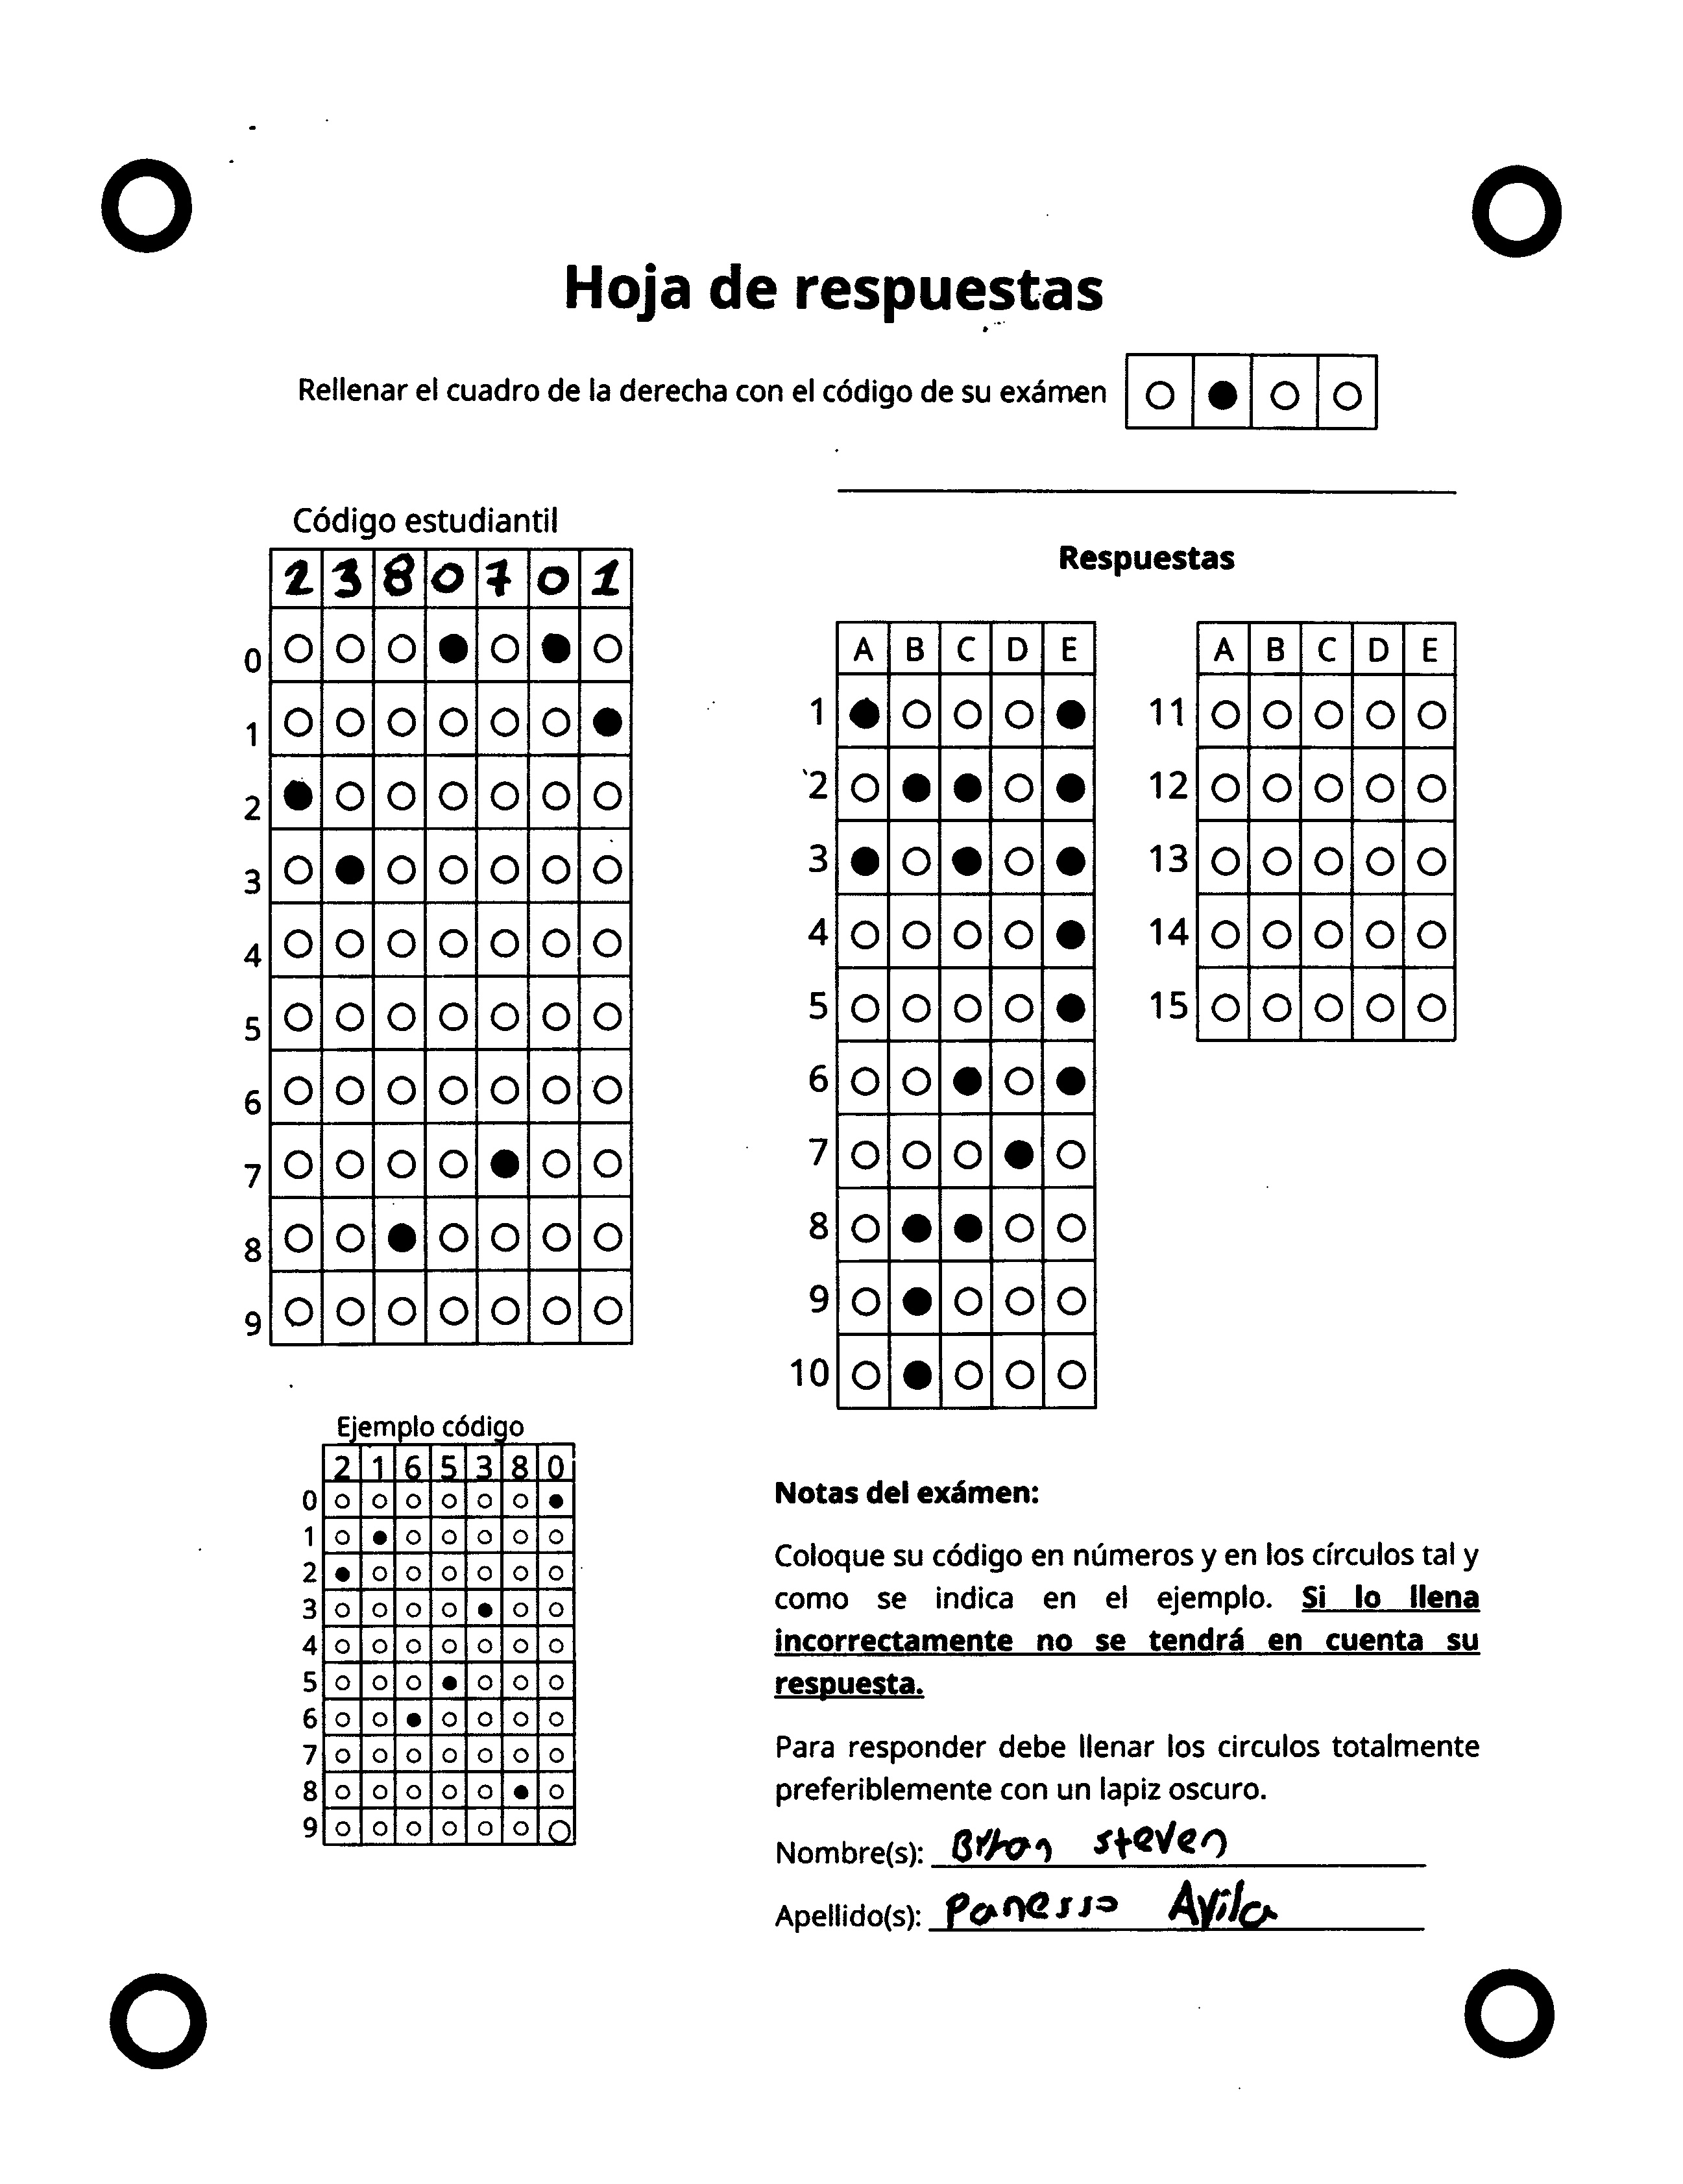 Hoja de respuestas
Rellenar el cuadro de la derecha con el código de su exámen
Código estudiantil
2 3 8 0 7 0 1
0
1
2
3
4
5
6
7
8
9
Respuestas
A B C D E
1
2
3
4
5
6
7
8
9
10
A B C D E
11
12
13
14
15
Ejemplo código
2 1 6 5 3 8 0
0
1
2
3
4
5
6
7
8
9
Notas del exámen:
Coloque su código en números y en los círculos tal y
como se indica en el ejemplo. Si lo llena
incorrectamente no se tendrá en cuenta su
respuesta.
Para responder debe llenar los circulos totalmente
preferiblemente con un lapiz oscuro.
Nombre(s): steven
Apellido(s): Panesso Avila